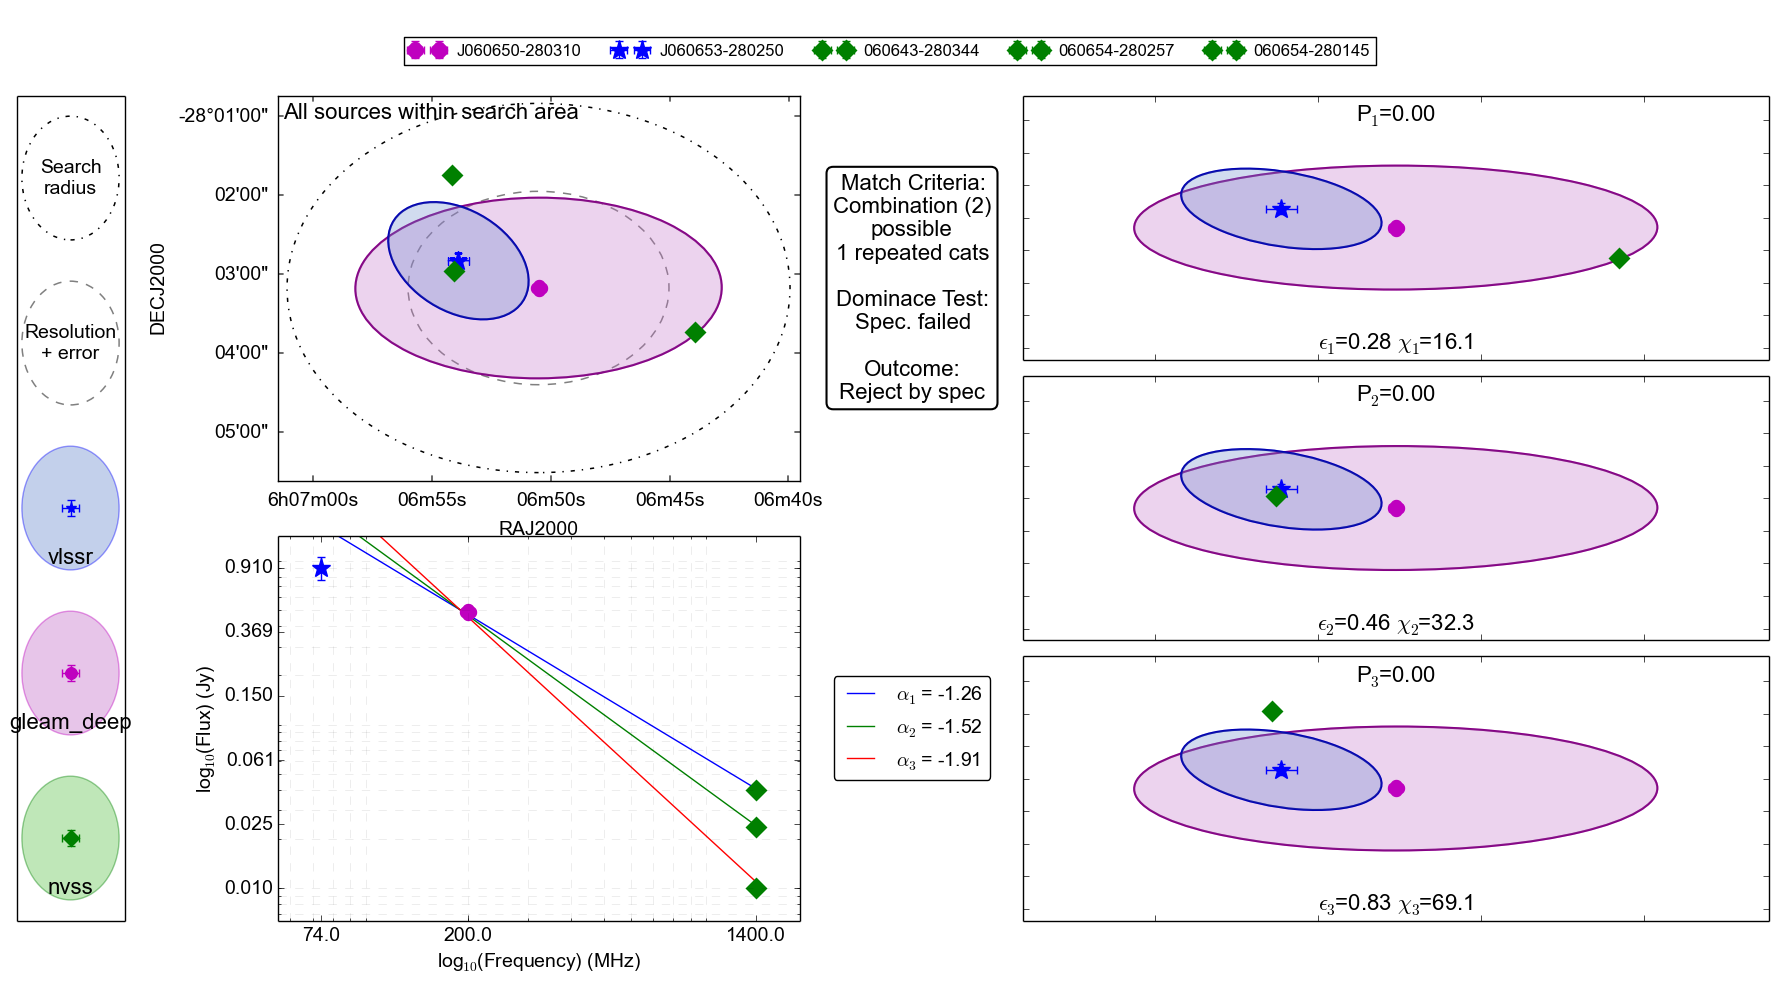 J060650-280310 J060653-280250 060643-280344 060654-280257 060654-280145
Search
radius
Resolution
+ error
vlssr
gleam_deep
nvss
All sources within search area
-28°01'00"
02'00"
03'00"
04'00"
05'00"
DECJ2000
6h07m00s 06m55s 06m50s 06m45s 06m40s
RAJ2000
Match Criteria:
Combination (2)
possible
1 repeated cats
Dominace Test:
Spec. failed
Outcome:
Reject by spec
0.910
0.369
0.150
0.061
0.025
0.010
log₁₀(Flux) (Jy)
74.0 200.0 1400.0
log₁₀(Frequency) (MHz)
α₁ = -1.26
α₂ = -1.52
α₃ = -1.91
P₁=0.00
ϵ₁=0.28 χ₁=16.1
P₂=0.00
ϵ₂=0.46 χ₂=32.3
P₃=0.00
ϵ₃=0.83 χ₃=69.1